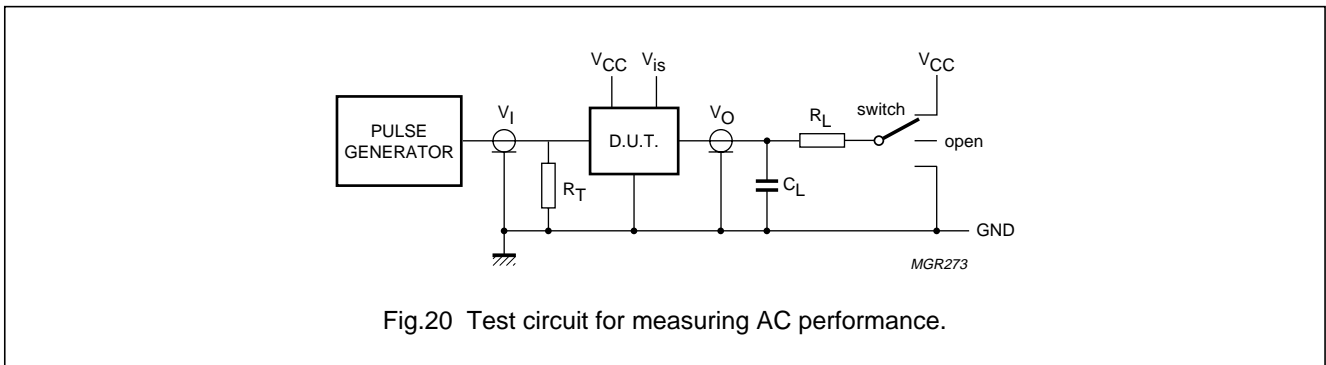 V_CC V_is V_CC
PULSE GENERATOR
V_I
D.U.T.
V_O
R_L
switch
open
R_T
C_L
GND
MGR273
Fig.20 Test circuit for measuring AC performance.